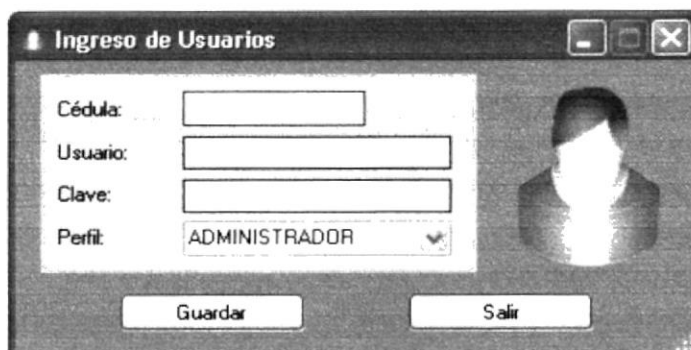 Ingreso de Usuarios
Cédula:
Usuario:
Clave:
Perfil: ADMINISTRADOR
Guardar Salir